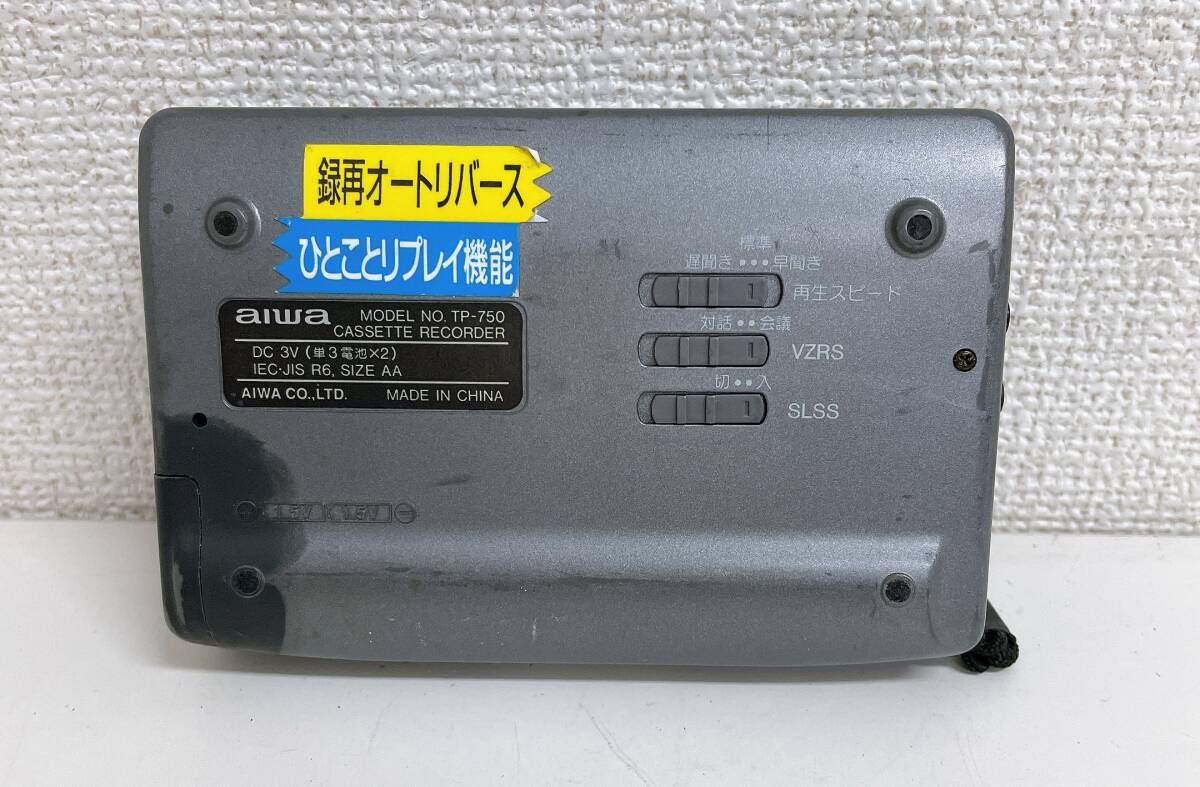 録再オートリバース
ひとことリプレイ機能
aiwa MODEL NO. TP-750
CASSETTE RECORDER
DC 3V (単3電池×2)
IEC·JIS R6, SIZE AA
AIWA CO.,LTD. MADE IN CHINA
標準
遅聞き •••早聞き
再生スピード
対話 •• 会議
VZRS
切 ••入
SLSS
⊕ 1.5V 1.5V ⊖